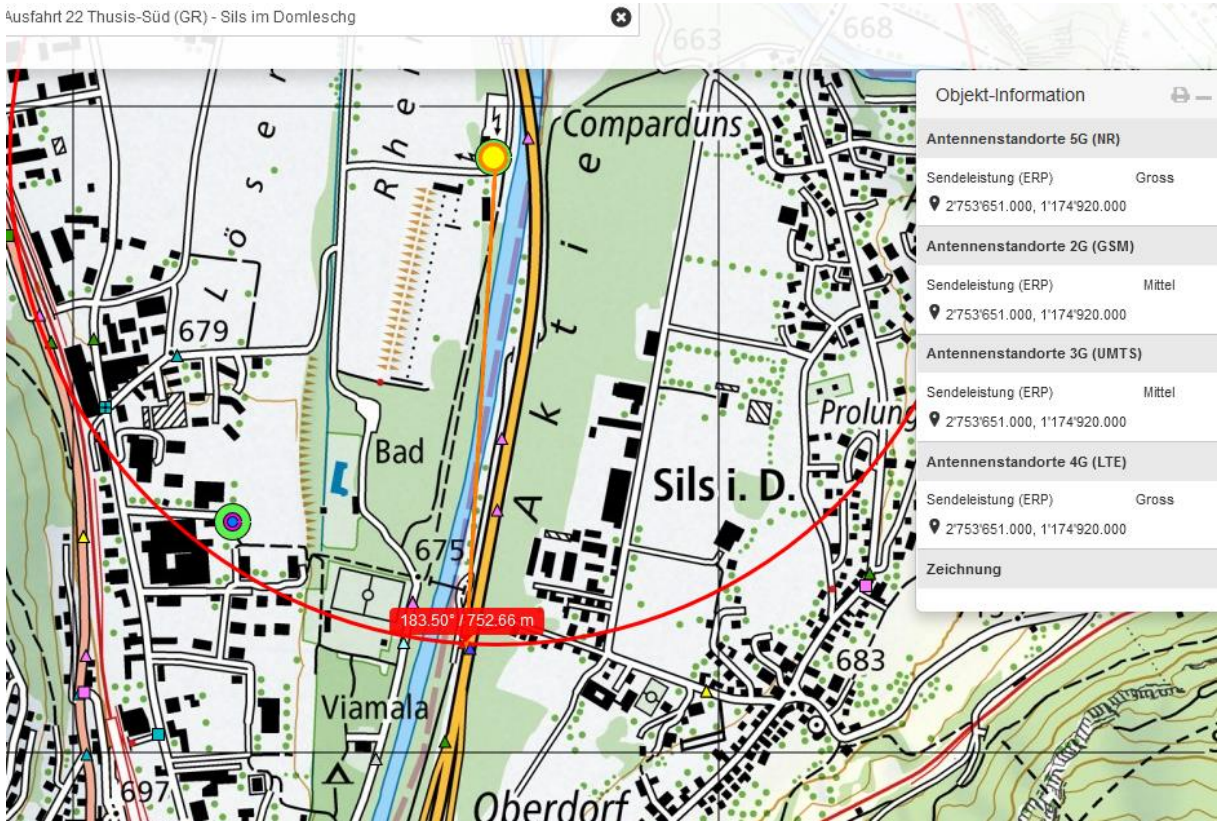 Ausfahrt 22 Thusis-Süd (GR) - Sils im Domleschg
663
668
Objekt-Information
Antennenstandorte 5G (NR)
Sendeleistung (ERP) Gross
2'753'651.000, 1'174'920.000
Antennenstandorte 2G (GSM)
Sendeleistung (ERP) Mittel
2'753'651.000, 1'174'920.000
Antennenstandorte 3G (UMTS)
Sendeleistung (ERP) Mittel
2'753'651.000, 1'174'920.000
Antennenstandorte 4G (LTE)
Sendeleistung (ERP) Gross
2'753'651.000, 1'174'920.000
Zeichnung
Compárduns
Löser
Rhei
Aktie
679
Bad
Prolung
Sils i. D.
675
183.50° / 752.66 m
683
Viamala
697
Oberdorf